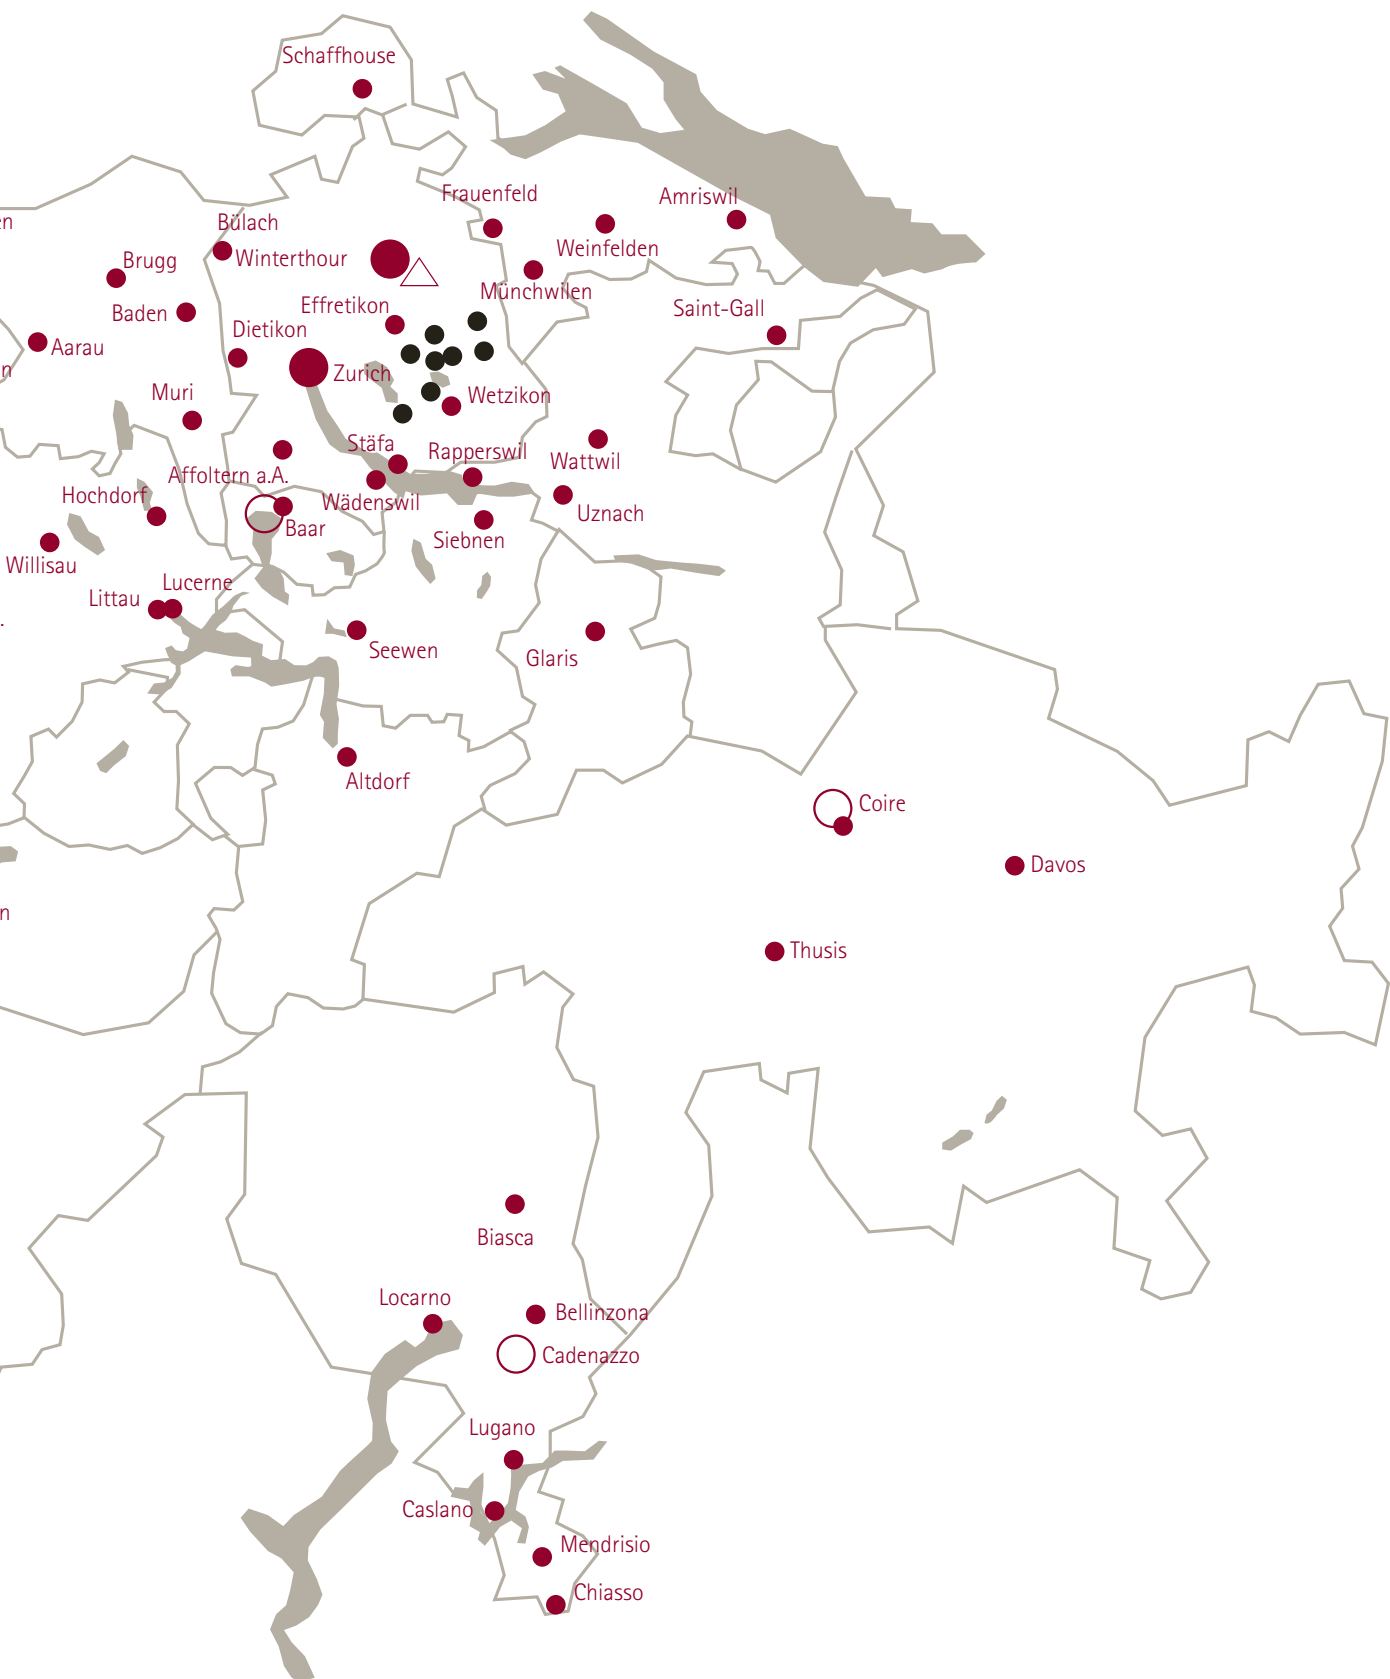 Schaffhouse
Frauenfeld
Amriswil
en
Bülach
Weinfelden
Brugg
Winterthour
Münchwilen
Effretikon
Saint-Gall
Baden
Dietikon
Aarau
n
Zurich
Muri
Wetzikon
Stäfa
Rapperswil
Wattwil
Affoltern a.A.
Hochdorf
Wädenswil
Uznach
Baar
Siebnen
Willisau
Lucerne
Littau
.
Seewen
Glaris
Altdorf
Coire
Davos
n
Thusis
Biasca
Locarno
Bellinzona
Cadenazzo
Lugano
Caslano
Mendrisio
Chiasso